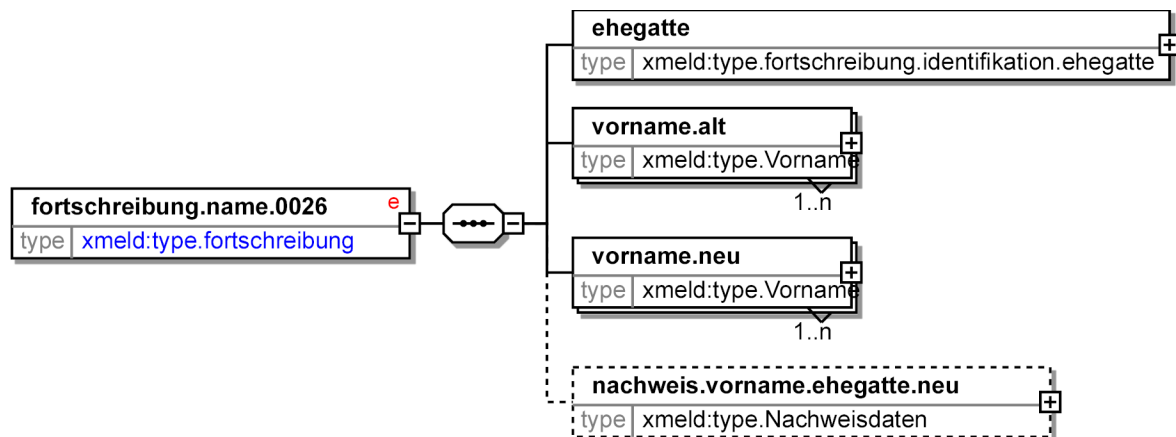 ehegatte
type xmeld:type.fortschreibung.identifikation.ehegatte
vorname.alt
type xmeld:type.Vorname
1..n
fortschreibung.name.0026 e
type xmeld:type.fortschreibung
vorname.neu
type xmeld:type.Vorname
1..n
nachweis.vorname.ehegatte.neu
type xmeld:type.Nachweisdaten